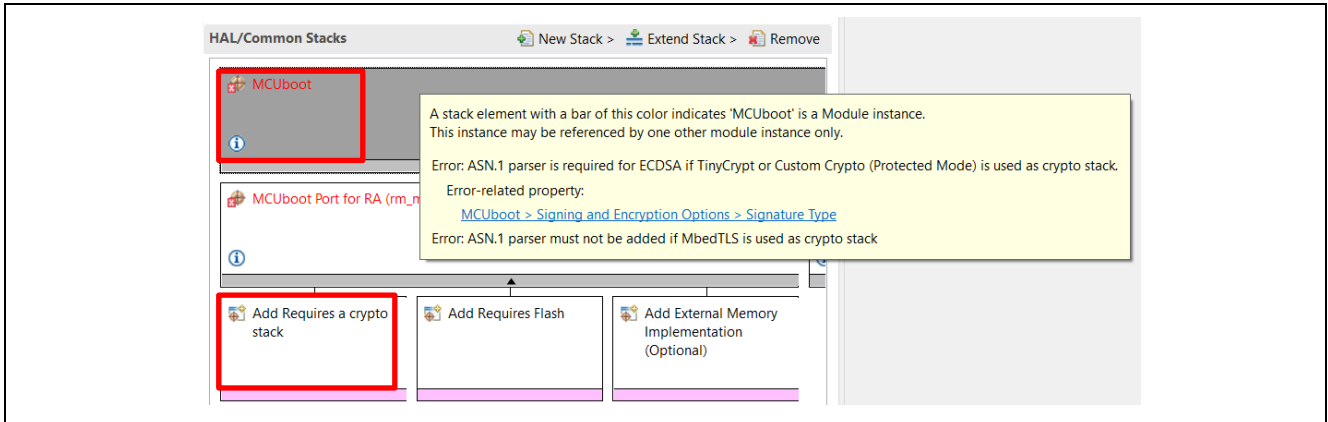 HAL/Common Stacks
New Stack > Extend Stack > Remove
MCUboot
A stack element with a bar of this color indicates 'MCUboot' is a Module instance.
This instance may be referenced by one other module instance only.
Error: ASN.1 parser is required for ECDSA if TinyCrypt or Custom Crypto (Protected Mode) is used as crypto stack.
Error-related property:
MCUboot > Signing and Encryption Options > Signature Type
Error: ASN.1 parser must not be added if MbedTLS is used as crypto stack
MCUboot Port for RA
Add Requires a crypto
stack
Add Requires Flash
Add External Memory
Implementation
(Optional)